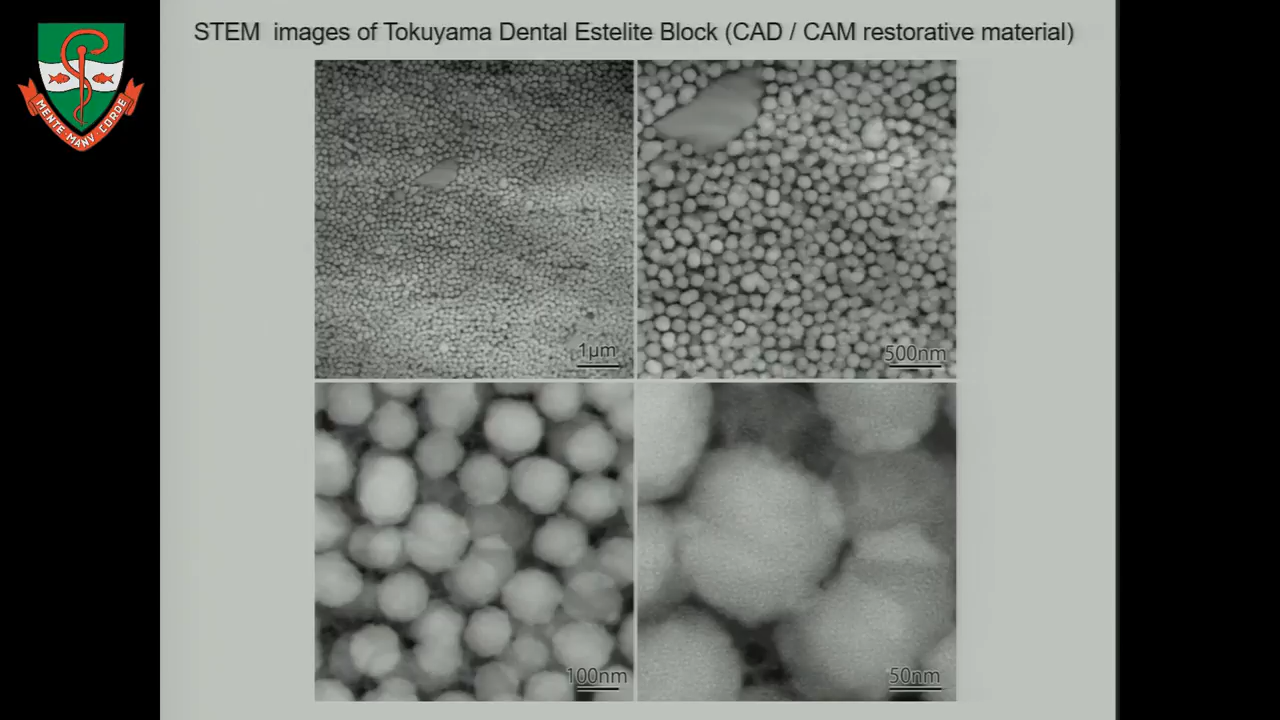 STEM images of Tokuyama Dental Estelite Block (CAD / CAM restorative material)
MENTE MANV CORDE
1µm
500nm
100nm
50nm